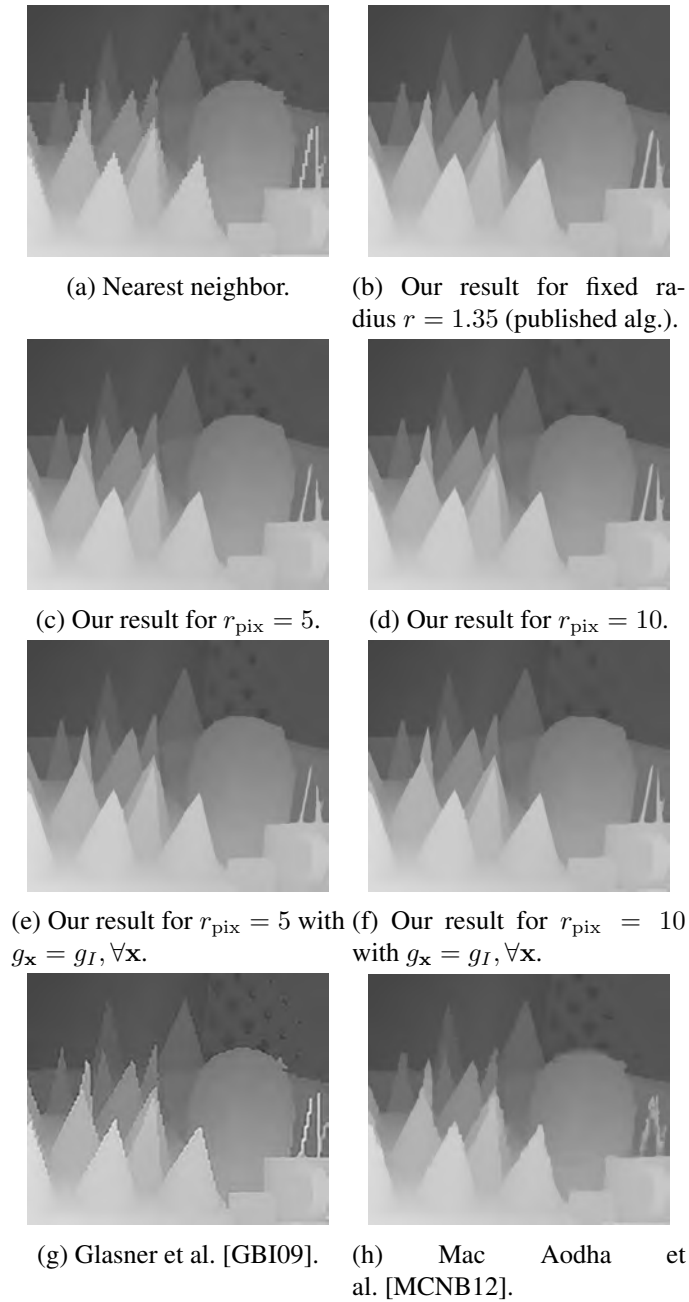 (a) Nearest neighbor.
(b) Our result for fixed ra-
dius r = 1.35 (published alg.).
(c) Our result for r_pix = 5.
(d) Our result for r_pix = 10.
(e) Our result for r_pix = 5 with
g_x = g_I, ∀x.
(f) Our result for r_pix = 10
with g_x = g_I, ∀x.
(g) Glasner et al. [GBI09].
(h) Mac Aodha et
al. [MCNB12].